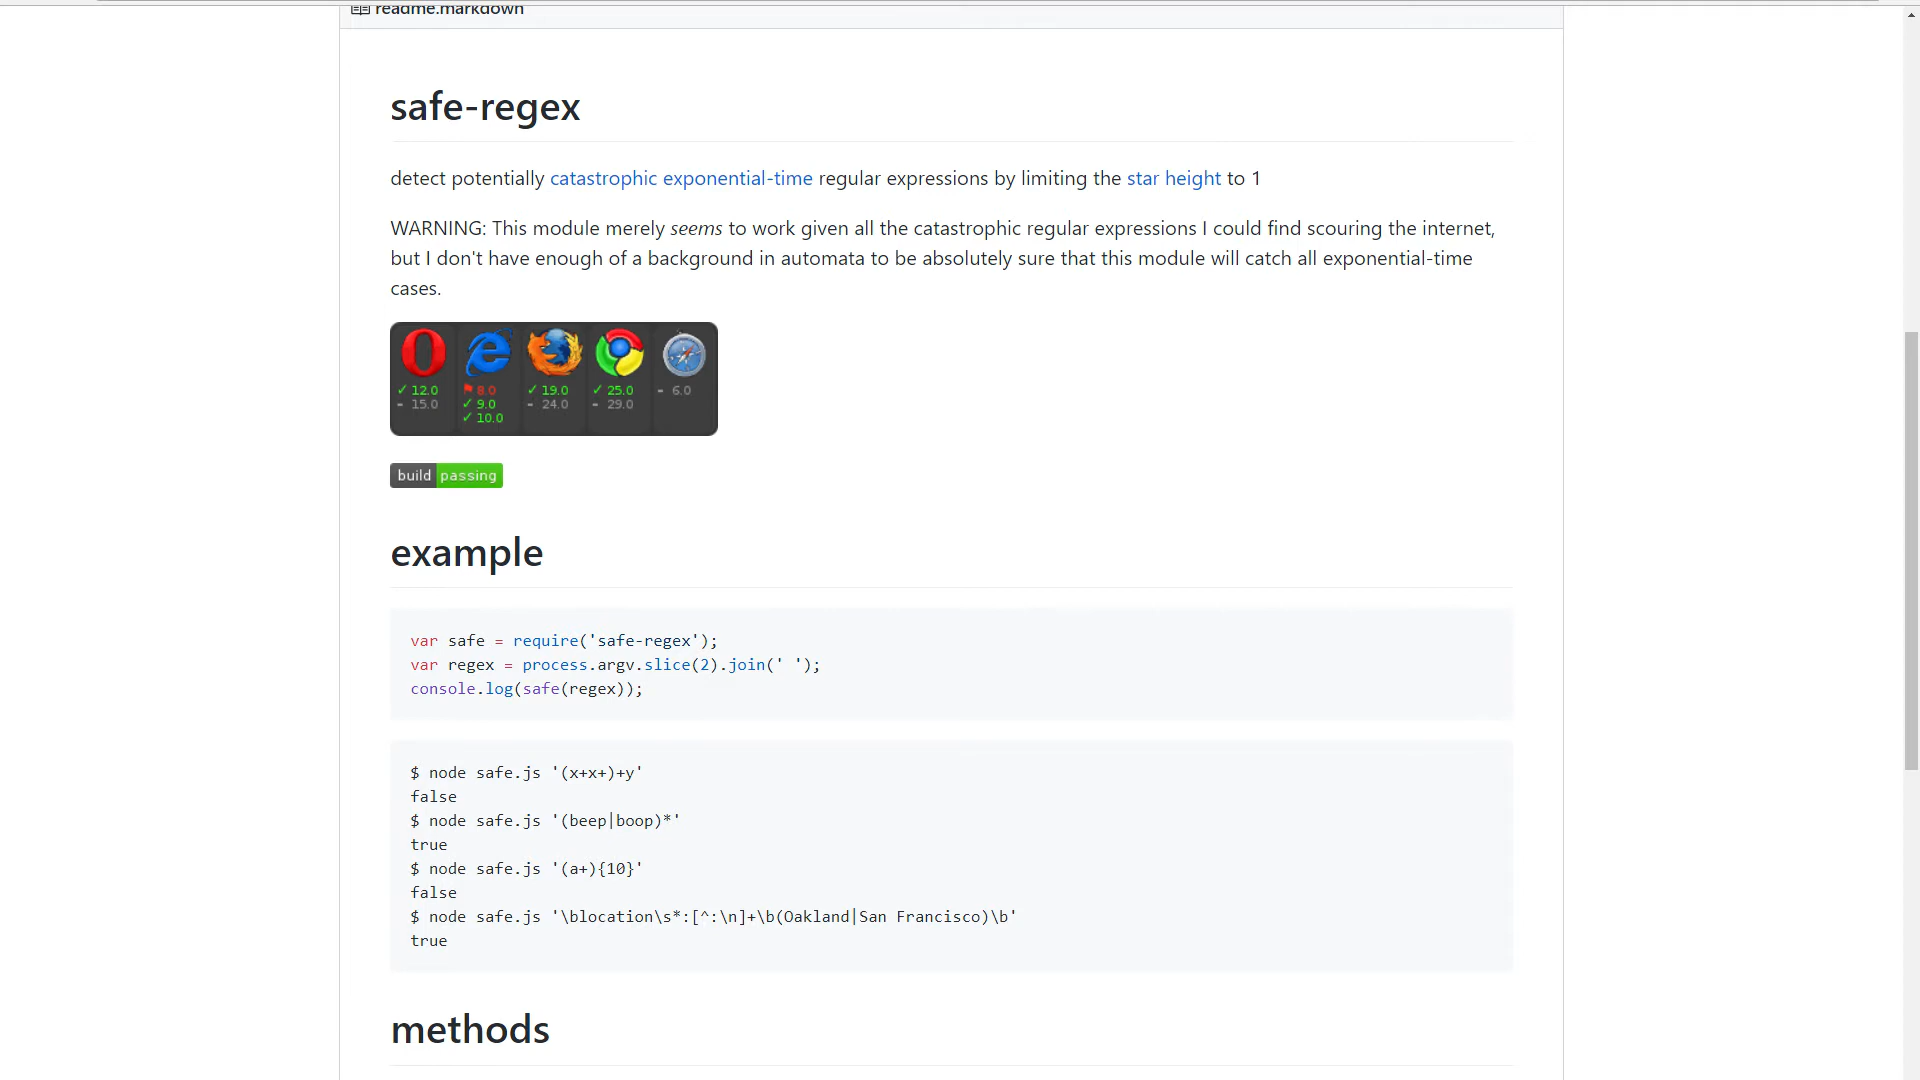 readme.markdown
safe-regex
detect potentially catastrophic exponential-time regular expressions by limiting the star height to 1
WARNING: This module merely seems to work given all the catastrophic regular expressions I could find scouring the internet,
but I don't have enough of a background in automata to be absolutely sure that this module will catch all exponential-time
cases.
✓ 12.0 8.0 ✓ 19.0 ✓ 25.0 - 6.0
- 15.0 ✓ 9.0 - 24.0 - 29.0
✓ 10.0
build passing
example
var safe = require('safe-regex');
var regex = process.argv.slice(2).join(' ');
console.log(safe(regex));
$ node safe.js '(x+x+)+y'
false
$ node safe.js '(beep|boop)*'
true
$ node safe.js '(a+){10}'
false
$ node safe.js '\blocation\s*:[^:\n]+\b(Oakland|San Francisco)\b'
true
methods